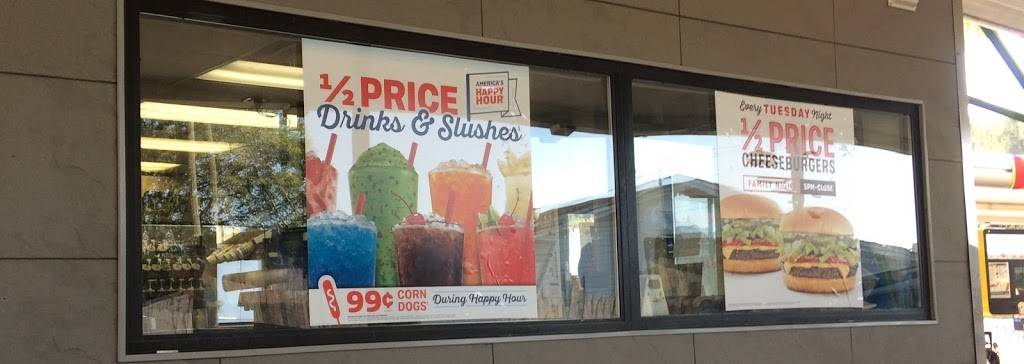 ½ PRICE
Drinks & Slushes
AMERICA'S
HAPPY
HOUR
99¢ CORN DOGS During Happy Hour
Every TUESDAY Night
½ PRICE
CHEESEBURGERS
FAMILY NIGHT 5PM-CLOSE